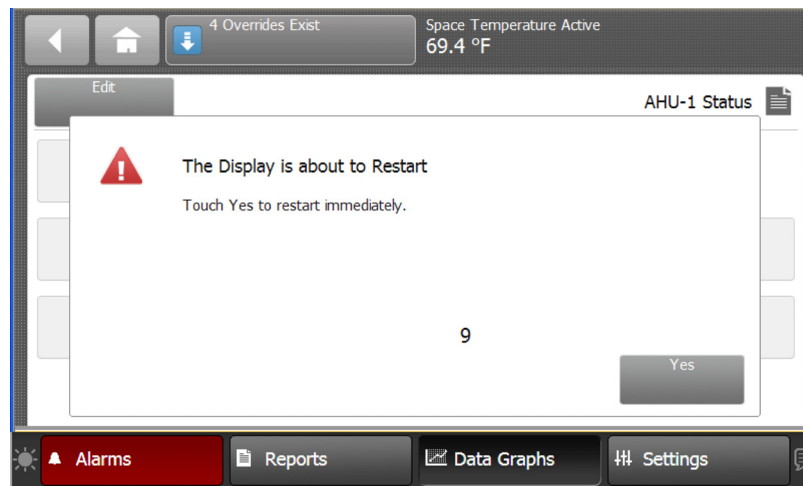 4 Overrides Exist
Space Temperature Active
69.4 °F
Edit
AHU-1 Status
The Display is about to Restart
Touch Yes to restart immediately.
9
Yes
Alarms
Reports
Data Graphs
Settings